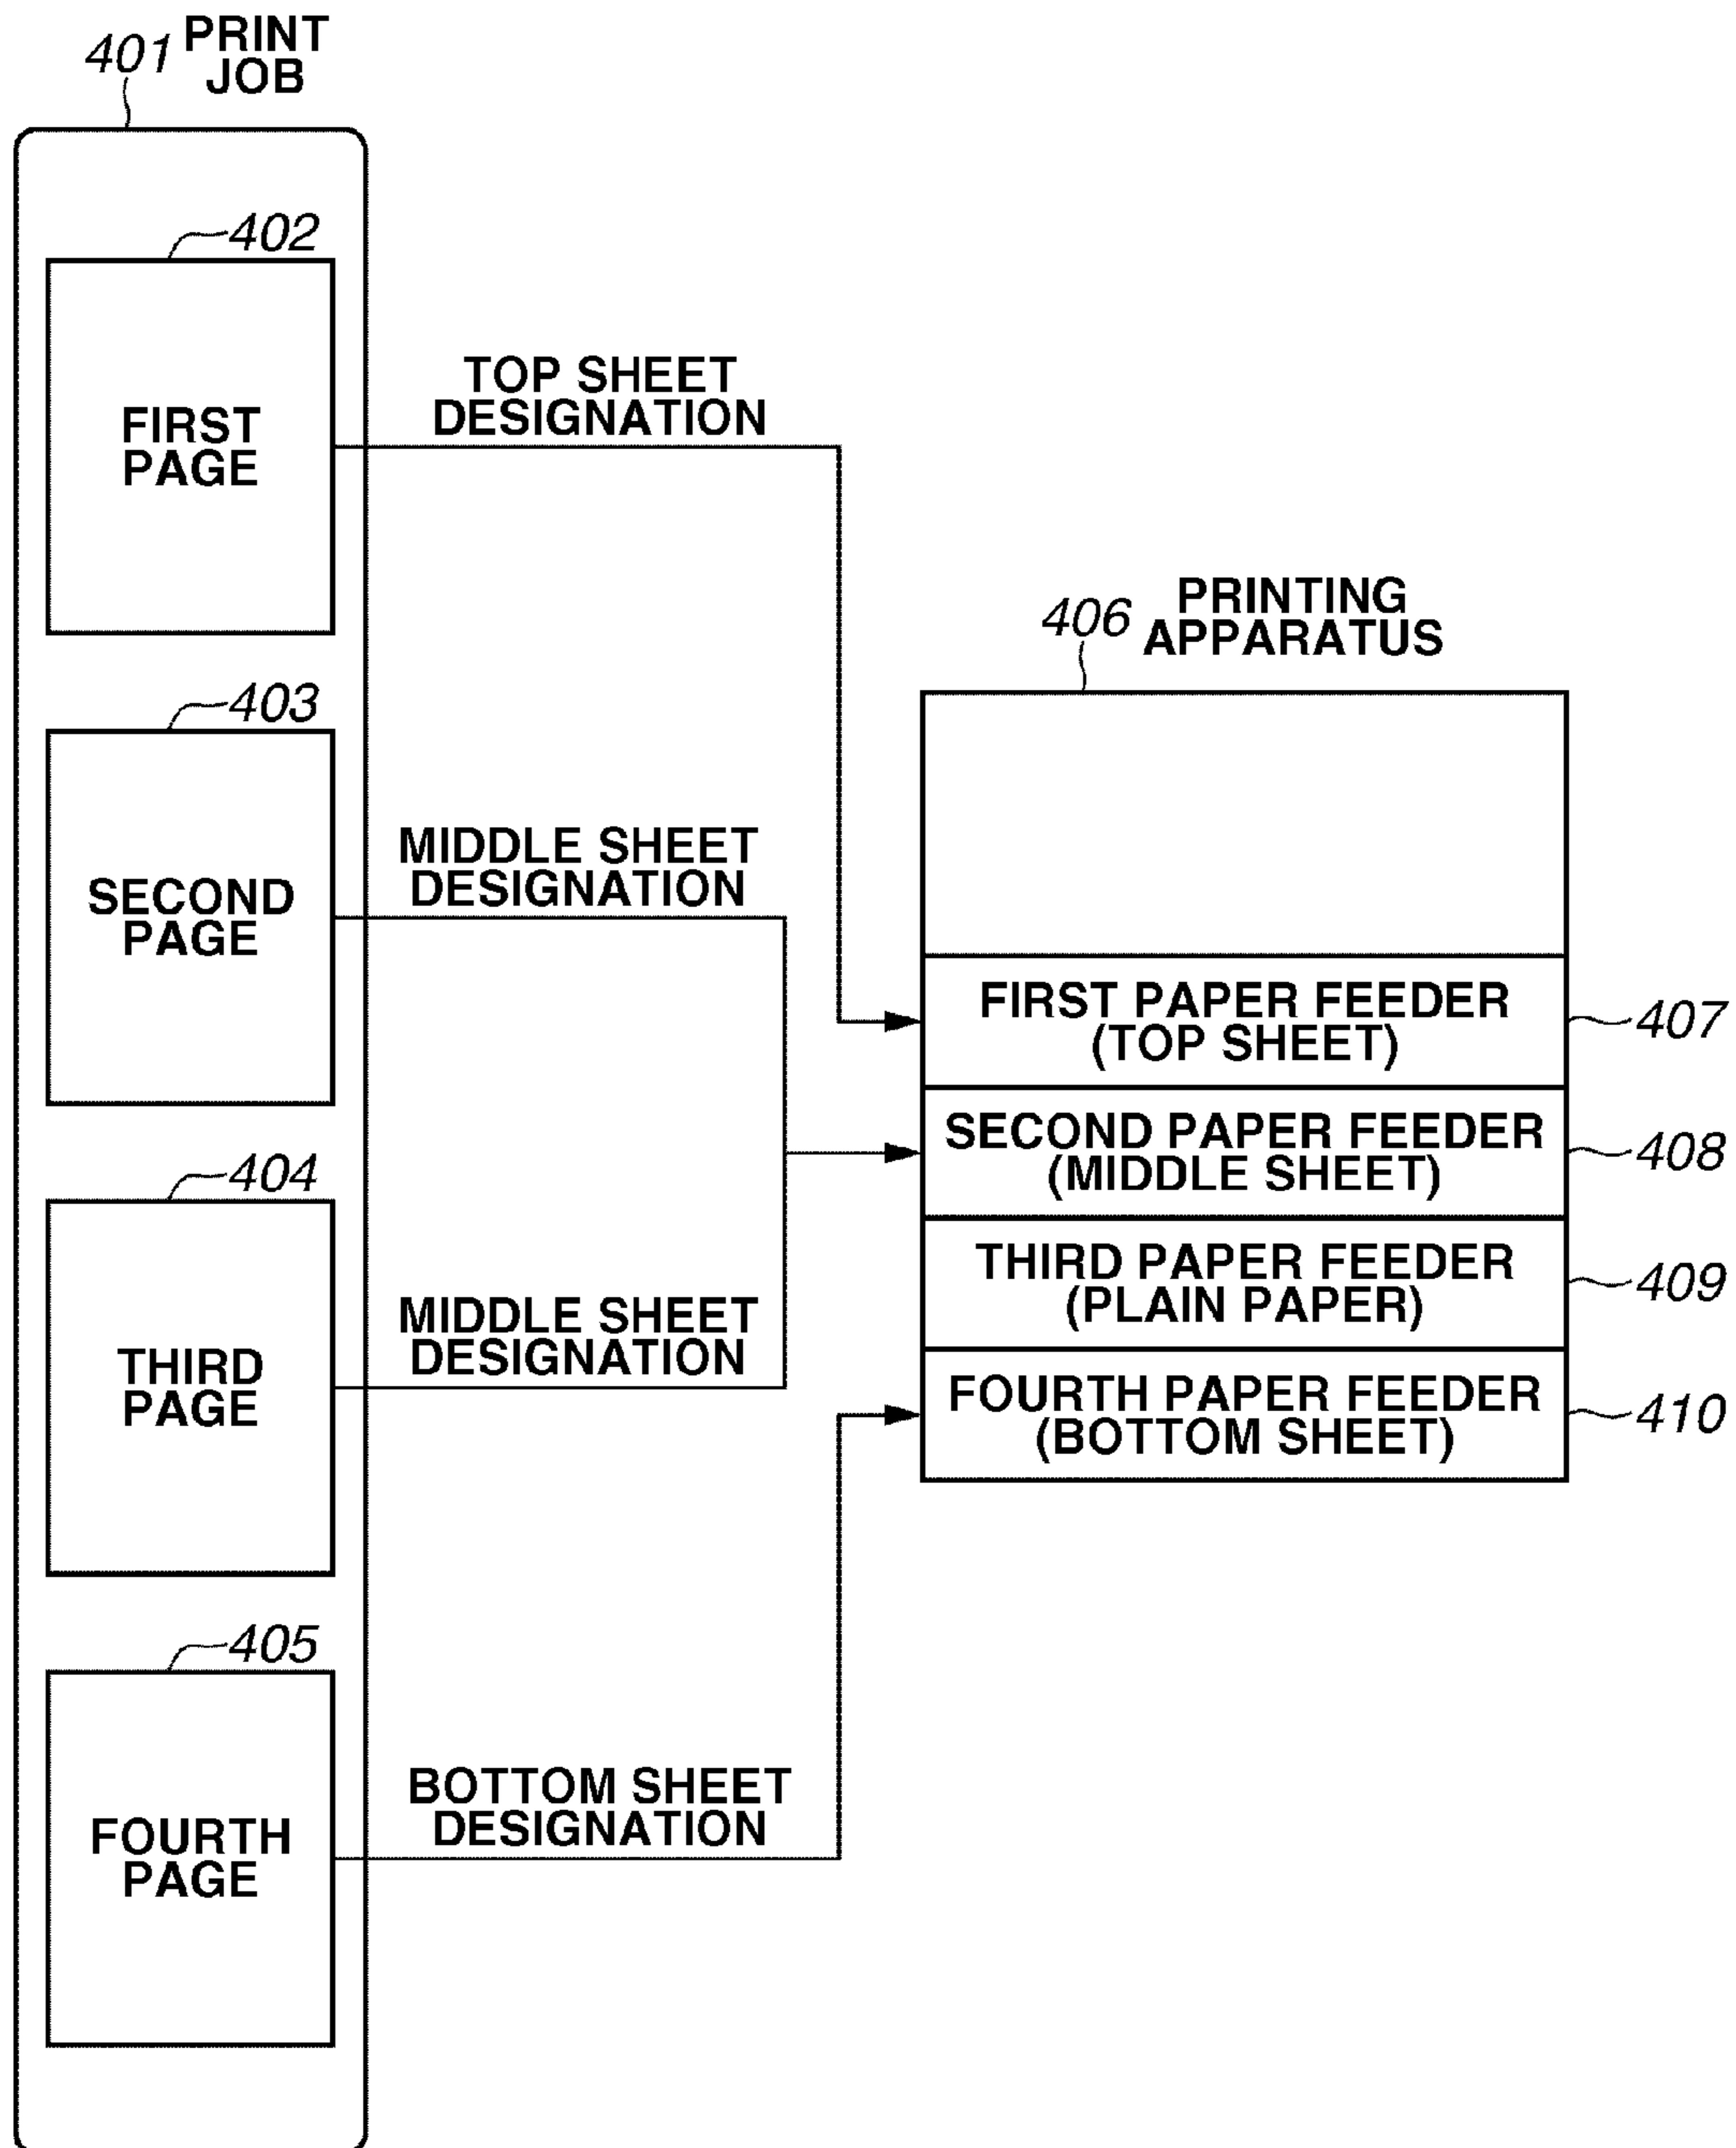 401 PRINT
JOB
402
FIRST
PAGE
TOP SHEET
DESIGNATION
403
SECOND
PAGE
MIDDLE SHEET
DESIGNATION
404
THIRD
PAGE
MIDDLE SHEET
DESIGNATION
405
FOURTH
PAGE
BOTTOM SHEET
DESIGNATION
406 PRINTING
APPARATUS
FIRST PAPER FEEDER
(TOP SHEET)
407
SECOND PAPER FEEDER
(MIDDLE SHEET)
408
THIRD PAPER FEEDER
(PLAIN PAPER)
409
FOURTH PAPER FEEDER
(BOTTOM SHEET)
410